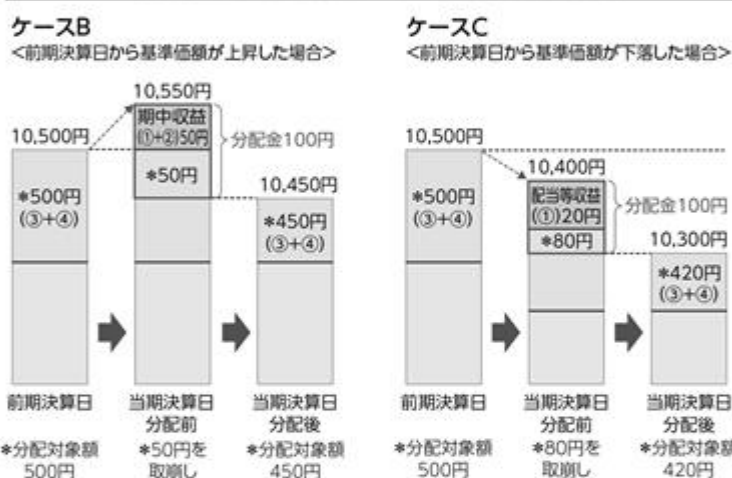 ケースB
<前期決算日から基準価額が上昇した場合>
10,550円
期中収益
(①+②)50円
分配金100円
10,500円
*50円
*500円
(③+④)
10,450円
*450円
(③+④)
前期決算日
当期決算日
分配前
当期決算日
分配後
*分配対象額
500円
*50円を
取崩し
*分配対象額
450円
ケースC
<前期決算日から基準価額が下落した場合>
10,500円
10,400円
*500円
(③+④)
配当等収益
(①)20円
分配金100円
*80円
10,300円
*420円
(③+④)
前期決算日
当期決算日
分配前
当期決算日
分配後
*分配対象額
500円
*80円を
取崩し
*分配対象額
420円